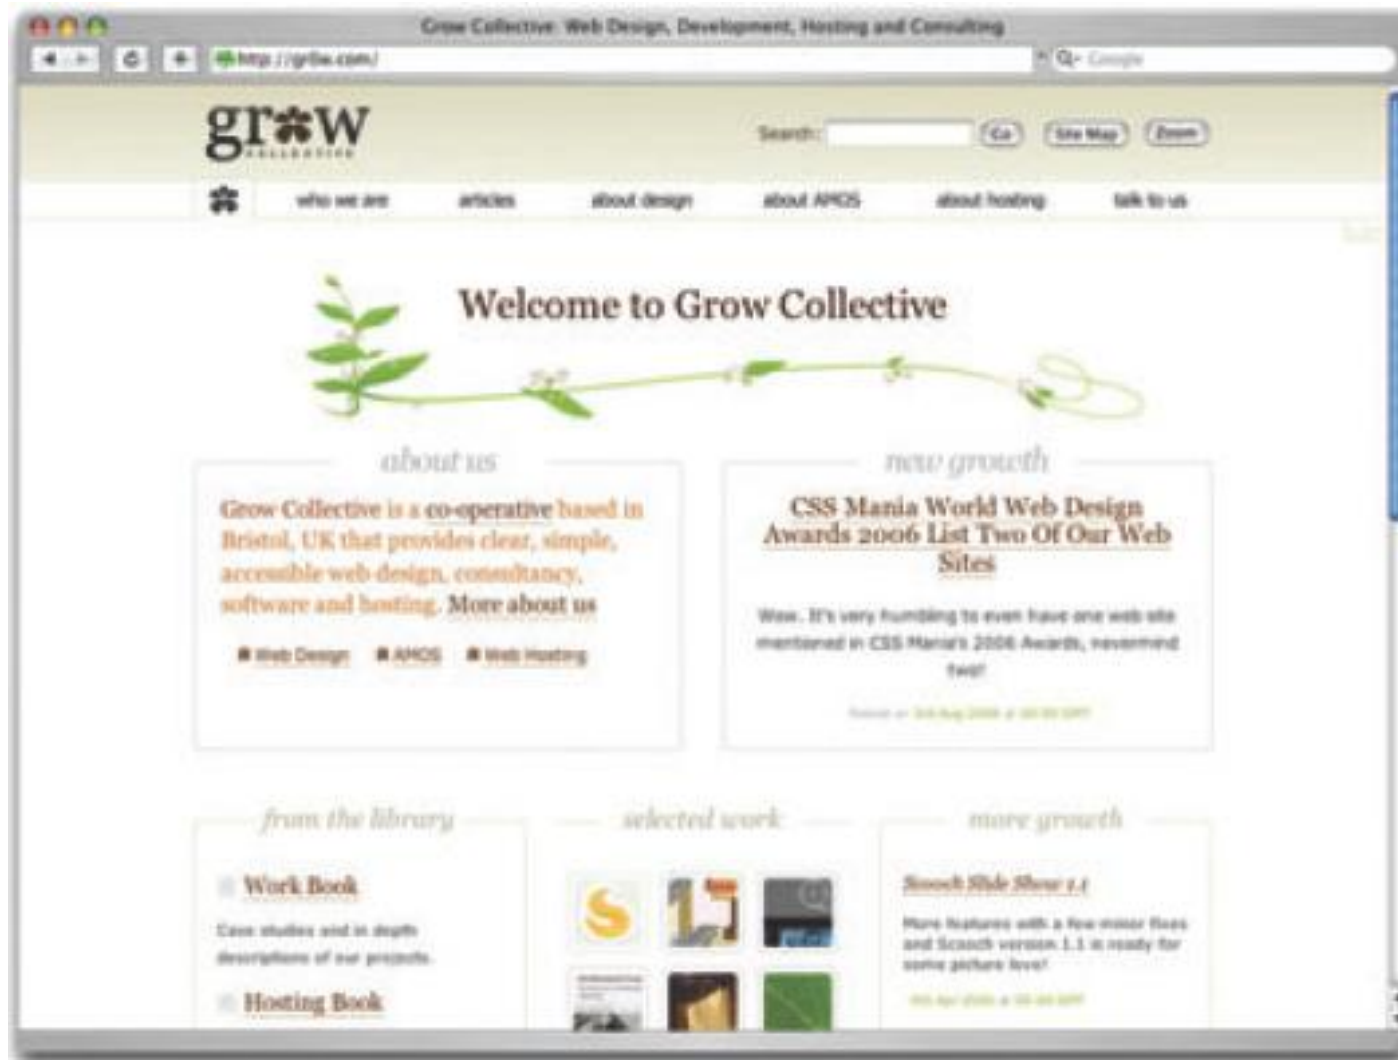 Grow Collective: Web Design, Development, Hosting and Consulting
http://gr0w.com/
Google
grow
COLLECTIVE
Search:
Go
Site Map
Zoom
who we are
articles
about design
about AMOS
about hosting
talk to us
Welcome to Grow Collective
about us
Grow Collective is a co-operative based in
Bristol, UK that provides clear, simple,
accessible web design, consultancy,
software and hosting. More about us
Web Design
AMOS
Web Hosting
new growth
CSS Mania World Web Design
Awards 2006 List Two Of Our Web
Sites
Wow. It's very humbling to even have one web site
mentioned in CSS Mania's 2006 Awards, nevermind
two!
from the library
Work Book
Case studies and in depth
descriptions of our projects.
Hosting Book
selected work
more growth
Scooch Slide Show 1.1
More features with a few minor fixes
and Scooch version 1.1 is ready for
some picture love!